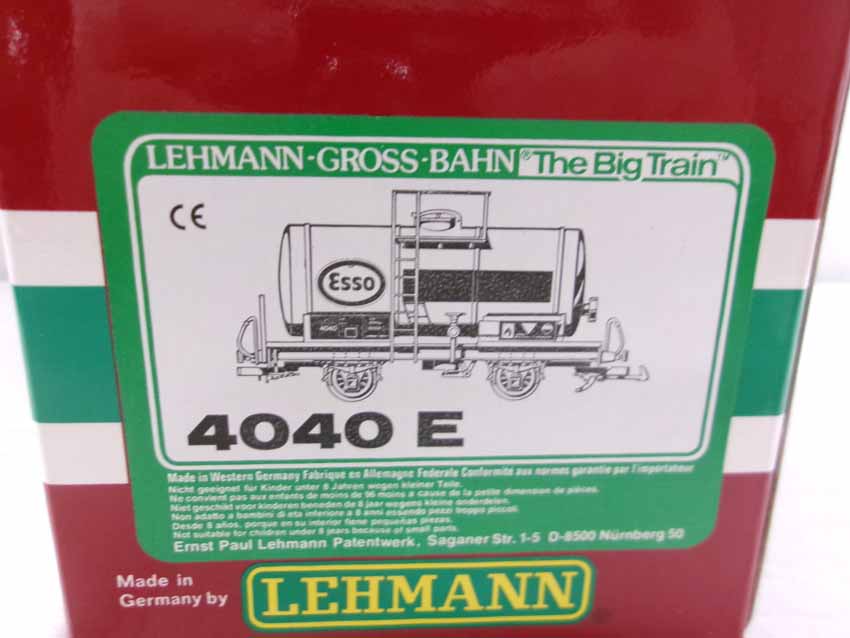 LEHMANN-GROSS-BAHN ® The Big Train™
CE
Esso
4040
4040 E
Made in Western Germany Fabrique en Allemagne Federale Conformité aux normes garantie par l'importateur
Nicht geeignet für Kinder unter 8 Jahren wegen kleiner Teile.
Ne convient pas aux enfants de moins de 96 mois a cause de la petite dimension de pièces.
Niet geschikt voor kinderen beneden de 8 jaar wegens kleine onderdelen.
Non adatto a bambini di eta inferiore a 8 anni essendo pezzi troppo piccoli.
Desde 8 años, porque en su interior tiene pequeñas piezas.
Not suitable for children under 8 jears because of small parts.
Ernst Paul Lehmann Patentwerk, Saganer Str. 1-5 D-8500 Nürnberg 50
Made in
Germany by
LEHMANN